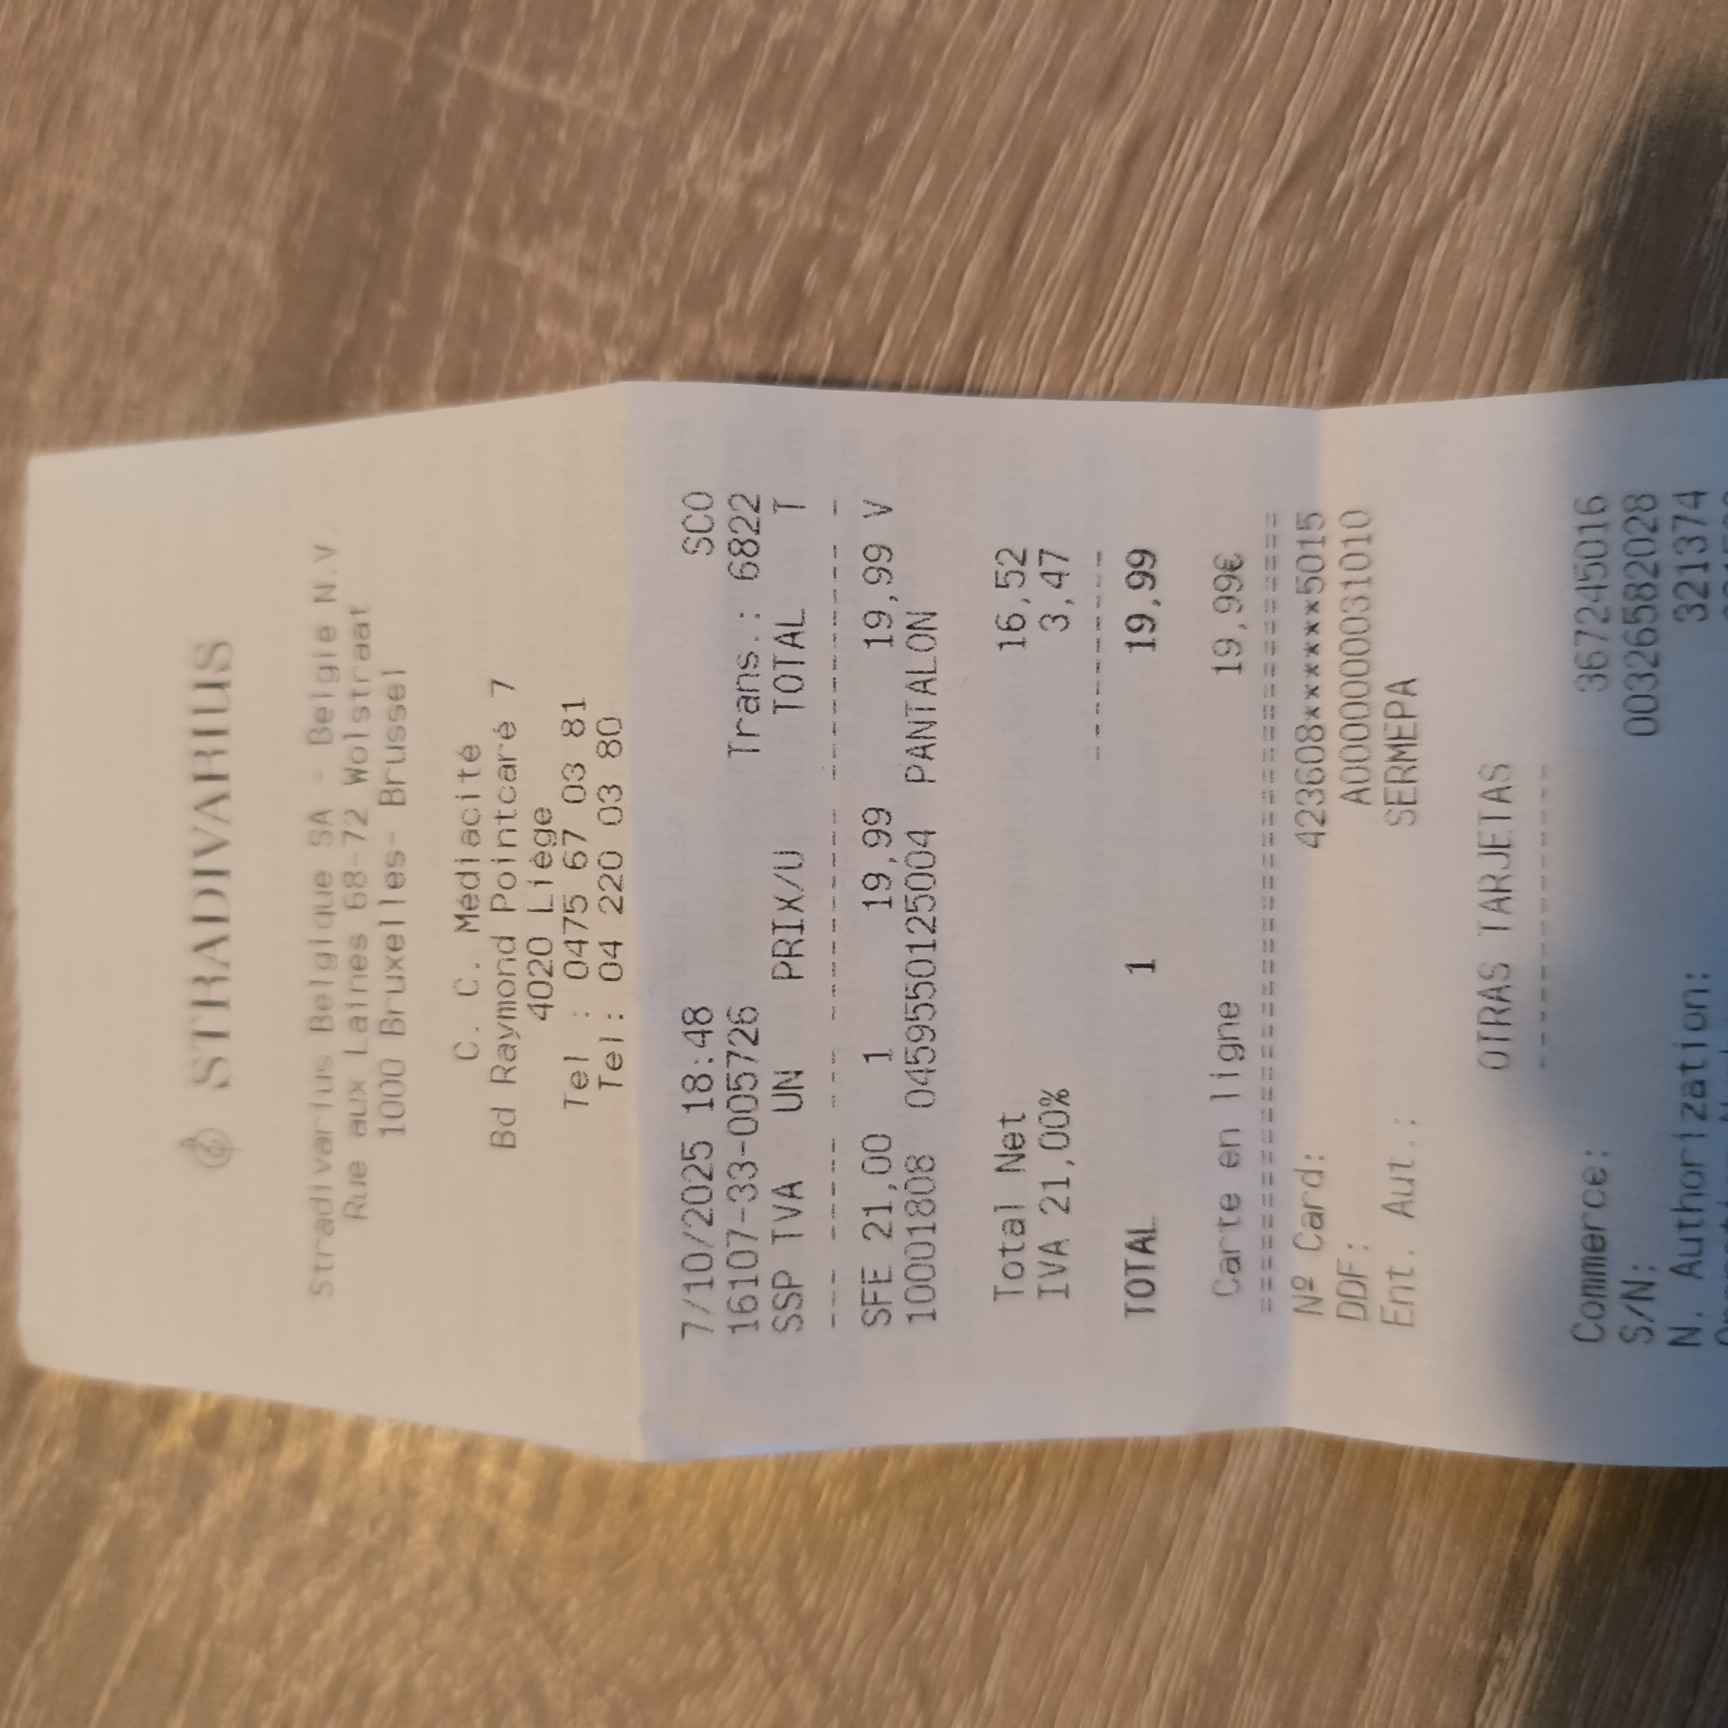 STRADIVARIUS
Stradivarius Belgique SA - Belgie N.V.
Rue aux Laines 68-72 Wolstraat
1000 Bruxelles- Brussel
C. C. Médiacité
Bd Raymond Pointcaré 7
4020 Liège
Tel : 0475 67 03 81
Tel: 04 220 03 80
7/10/2025 18:48 SCO
16107-33-005726 Trans.: 6822
SSP TVA UN PRIX/U TOTAL T
--- ------- --- ------------ ---------- -
SFE 21,00 1 19,99 19,99 V
10001808 0459550125004 PANTALON
Total Net 16,52
IVA 21,00% 3,47
----------
TOTAL 1 19,99
Carte en ligne 19,99€
======================================
Nº Card: 423608******5015
DDF: A0000000031010
Ent. Aut.: SERMEPA
OTRAS TARJETAS
--------------
Commerce: 367245016
S/N: 00326582028
N. Authorization: 321374